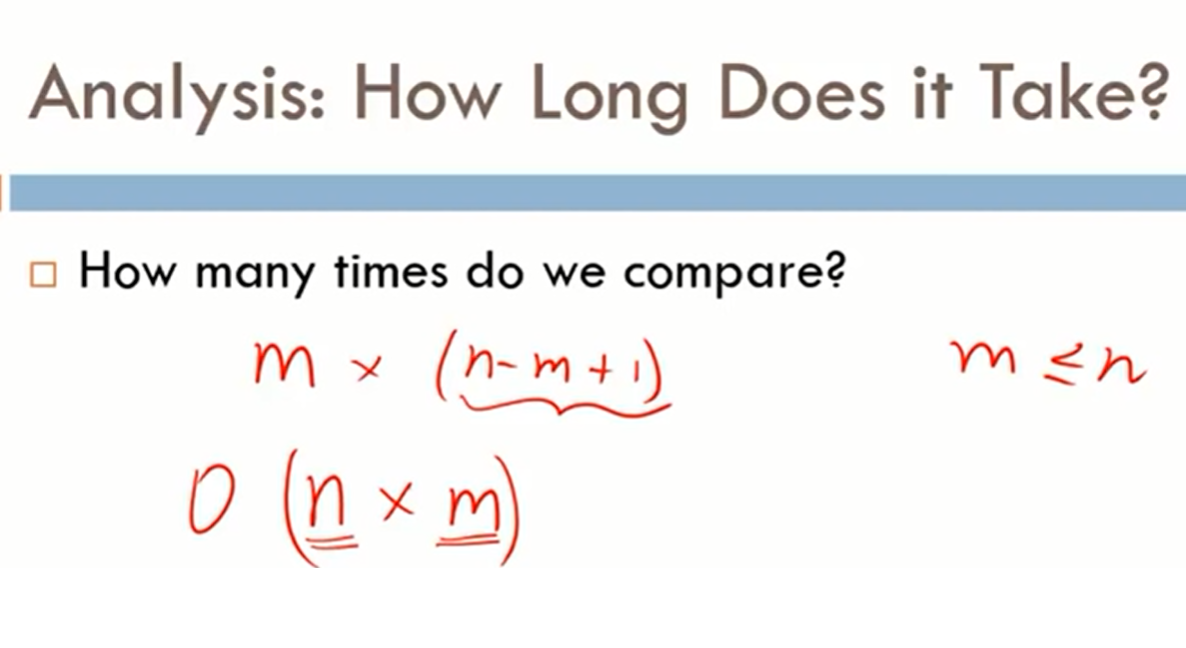 Analysis: How Long Does it Take?
How many times do we compare?
m × (n-m+1) m ≤ n
O (n × m)